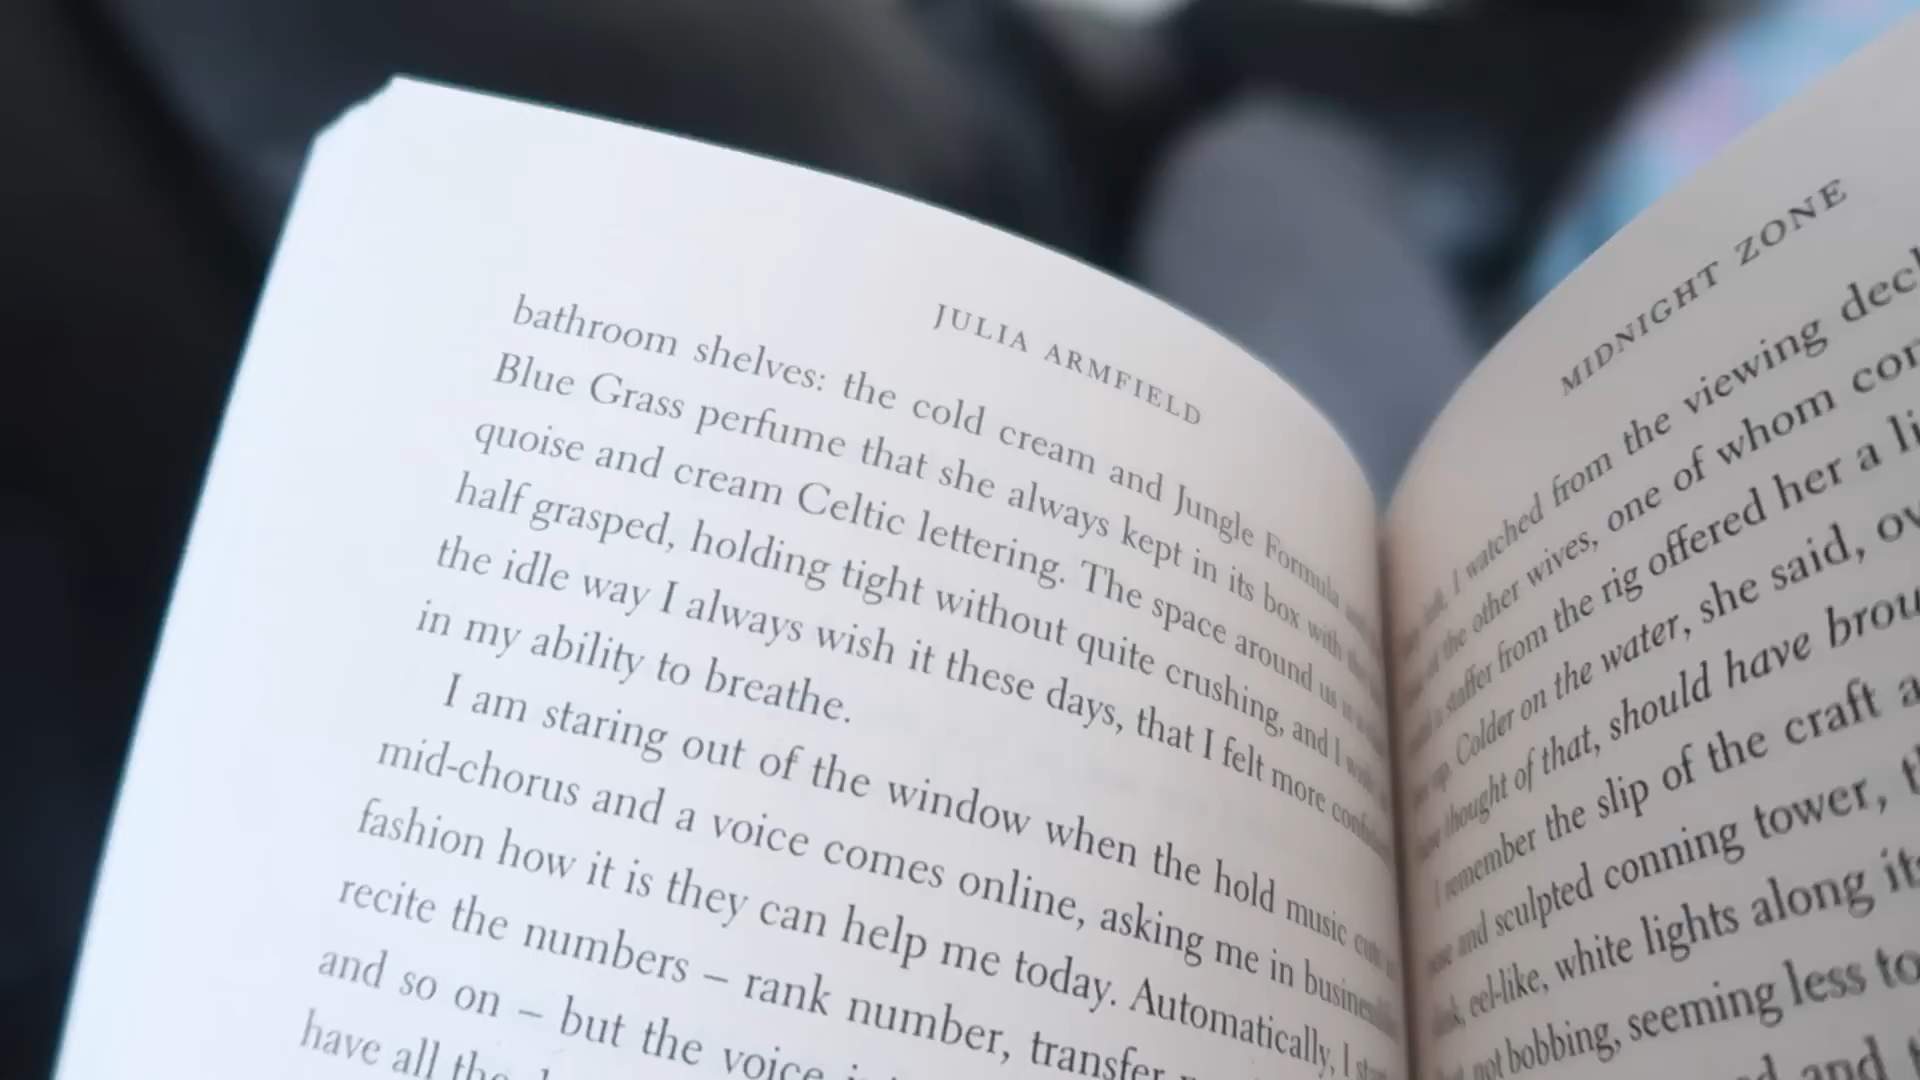 JULIA ARMFIELD
bathroom shelves: the cold cream and Jungle Formula
Blue Grass perfume that she always kept in its box with
quoise and cream Celtic lettering. The space around us
half grasped, holding tight without quite crushing, and I
the idle way I always wish it these days, that I felt more
in my ability to breathe.
I am staring out of the window when the hold music
mid-chorus and a voice comes online, asking me in
fashion how it is they can help me today. Automatically, I
recite the numbers – rank number, transfer
and so on – but the voice
have all the
MIDNIGHT ZONE
I watched from the viewing
the other wives, one of whom
staffer from the rig offered her a
up. Colder on the water, she said,
thought of that, should have
I remember the slip of the craft
and sculpted conning tower,
eel-like, white lights along
not bobbing, seeming less to
and